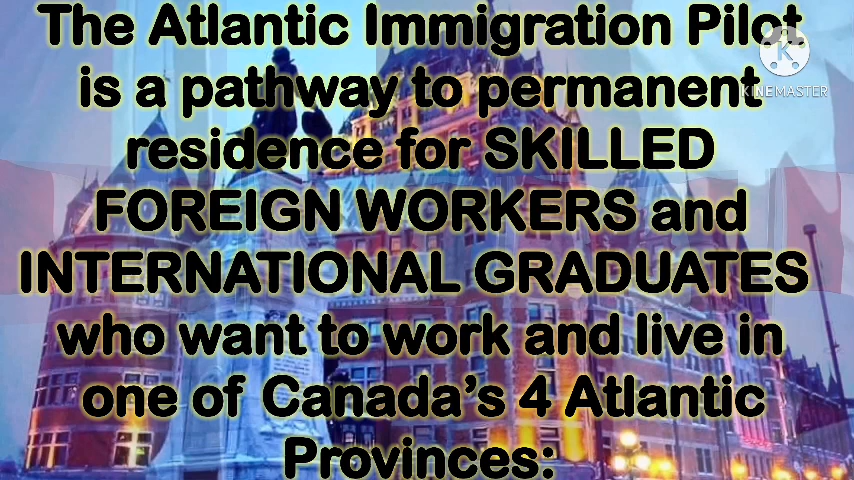 The Atlantic Immigration Pilot
is a pathway to permanent
residence for SKILLED
FOREIGN WORKERS and
INTERNATIONAL GRADUATES
who want to work and live in
one of Canada’s 4 Atlantic
Provinces:
K
KINEMASTER